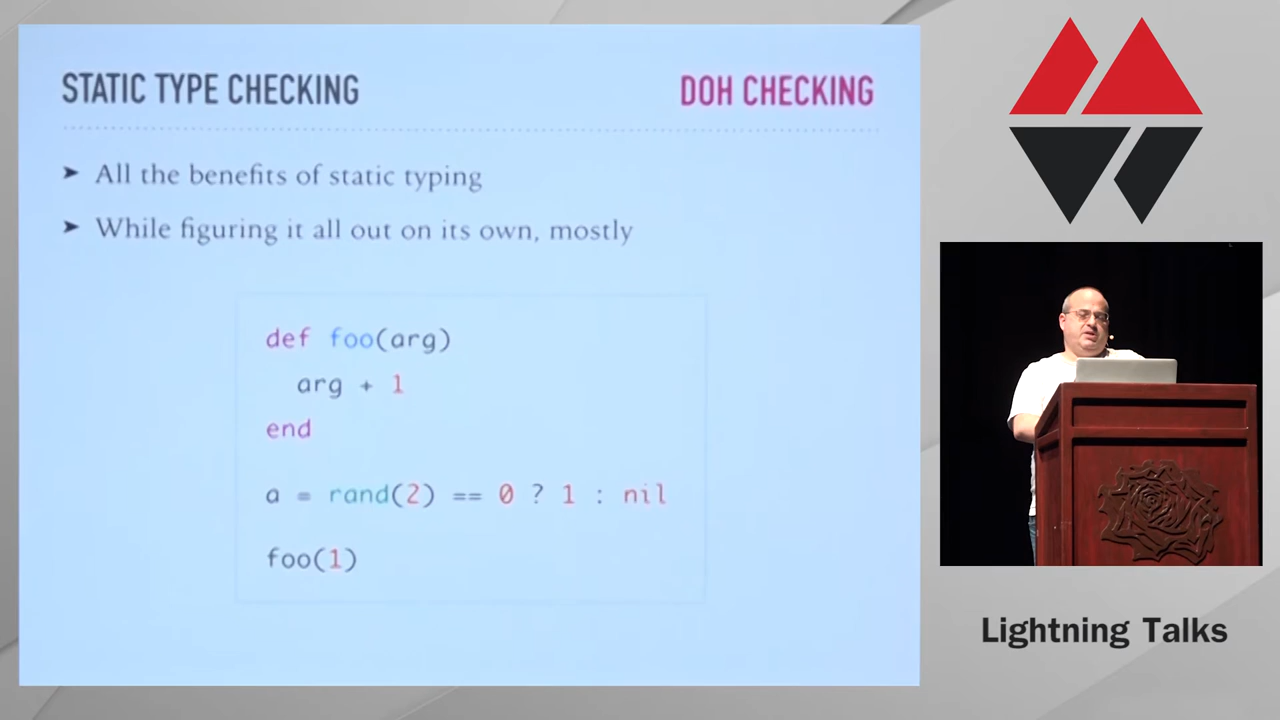 STATIC TYPE CHECKING
DOH CHECKING
➤ All the benefits of static typing
➤ While figuring it all out on its own, mostly
def foo(arg)
arg + 1
end
a = rand(2) == 0 ? 1 : nil
foo(1)
Lightning Talks